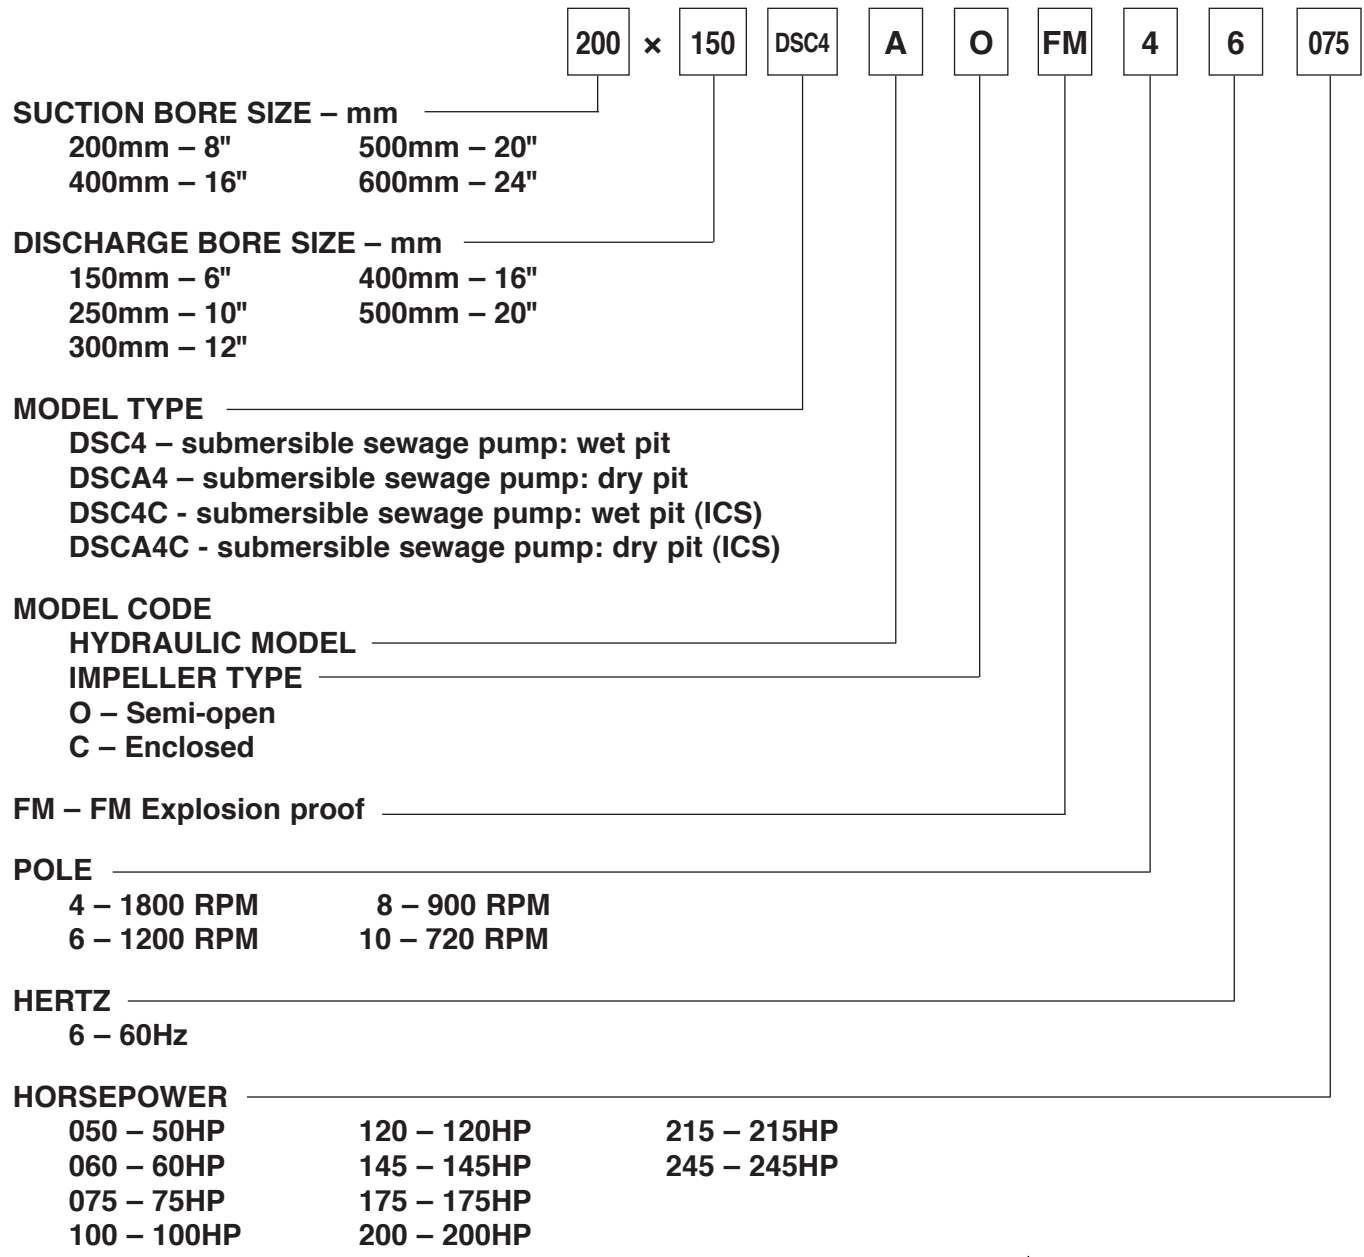 200 × 150 DSC4 A O FM 4 6 075
SUCTION BORE SIZE – mm
200mm – 8" 500mm – 20"
400mm – 16" 600mm – 24"
DISCHARGE BORE SIZE – mm
150mm – 6" 400mm – 16"
250mm – 10" 500mm – 20"
300mm – 12"
MODEL TYPE
DSC4 – submersible sewage pump: wet pit
DSCA4 – submersible sewage pump: dry pit
DSC4C - submersible sewage pump: wet pit (ICS)
DSCA4C - submersible sewage pump: dry pit (ICS)
MODEL CODE
HYDRAULIC MODEL
IMPELLER TYPE
O – Semi-open
C – Enclosed
FM – FM Explosion proof
POLE
4 – 1800 RPM 8 – 900 RPM
6 – 1200 RPM 10 – 720 RPM
HERTZ
6 – 60Hz
HORSEPOWER
050 – 50HP 120 – 120HP 215 – 215HP
060 – 60HP 145 – 145HP 245 – 245HP
075 – 75HP 175 – 175HP
100 – 100HP 200 – 200HP